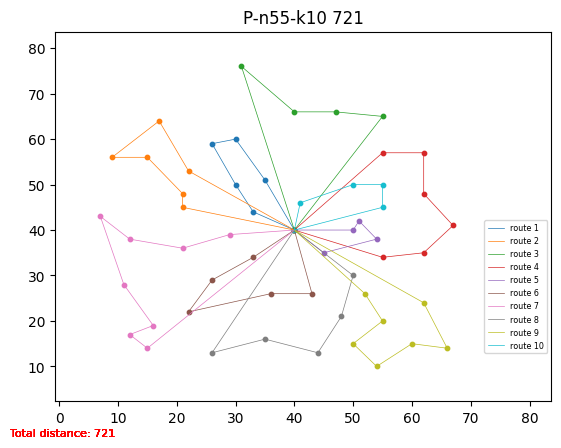 P-n55-k10 721
80
70
60
50
40
30
20
10
0 10 20 30 40 50 60 70 80
route 1
route 2
route 3
route 4
route 5
route 6
route 7
route 8
route 9
route 10
Total distance: 721